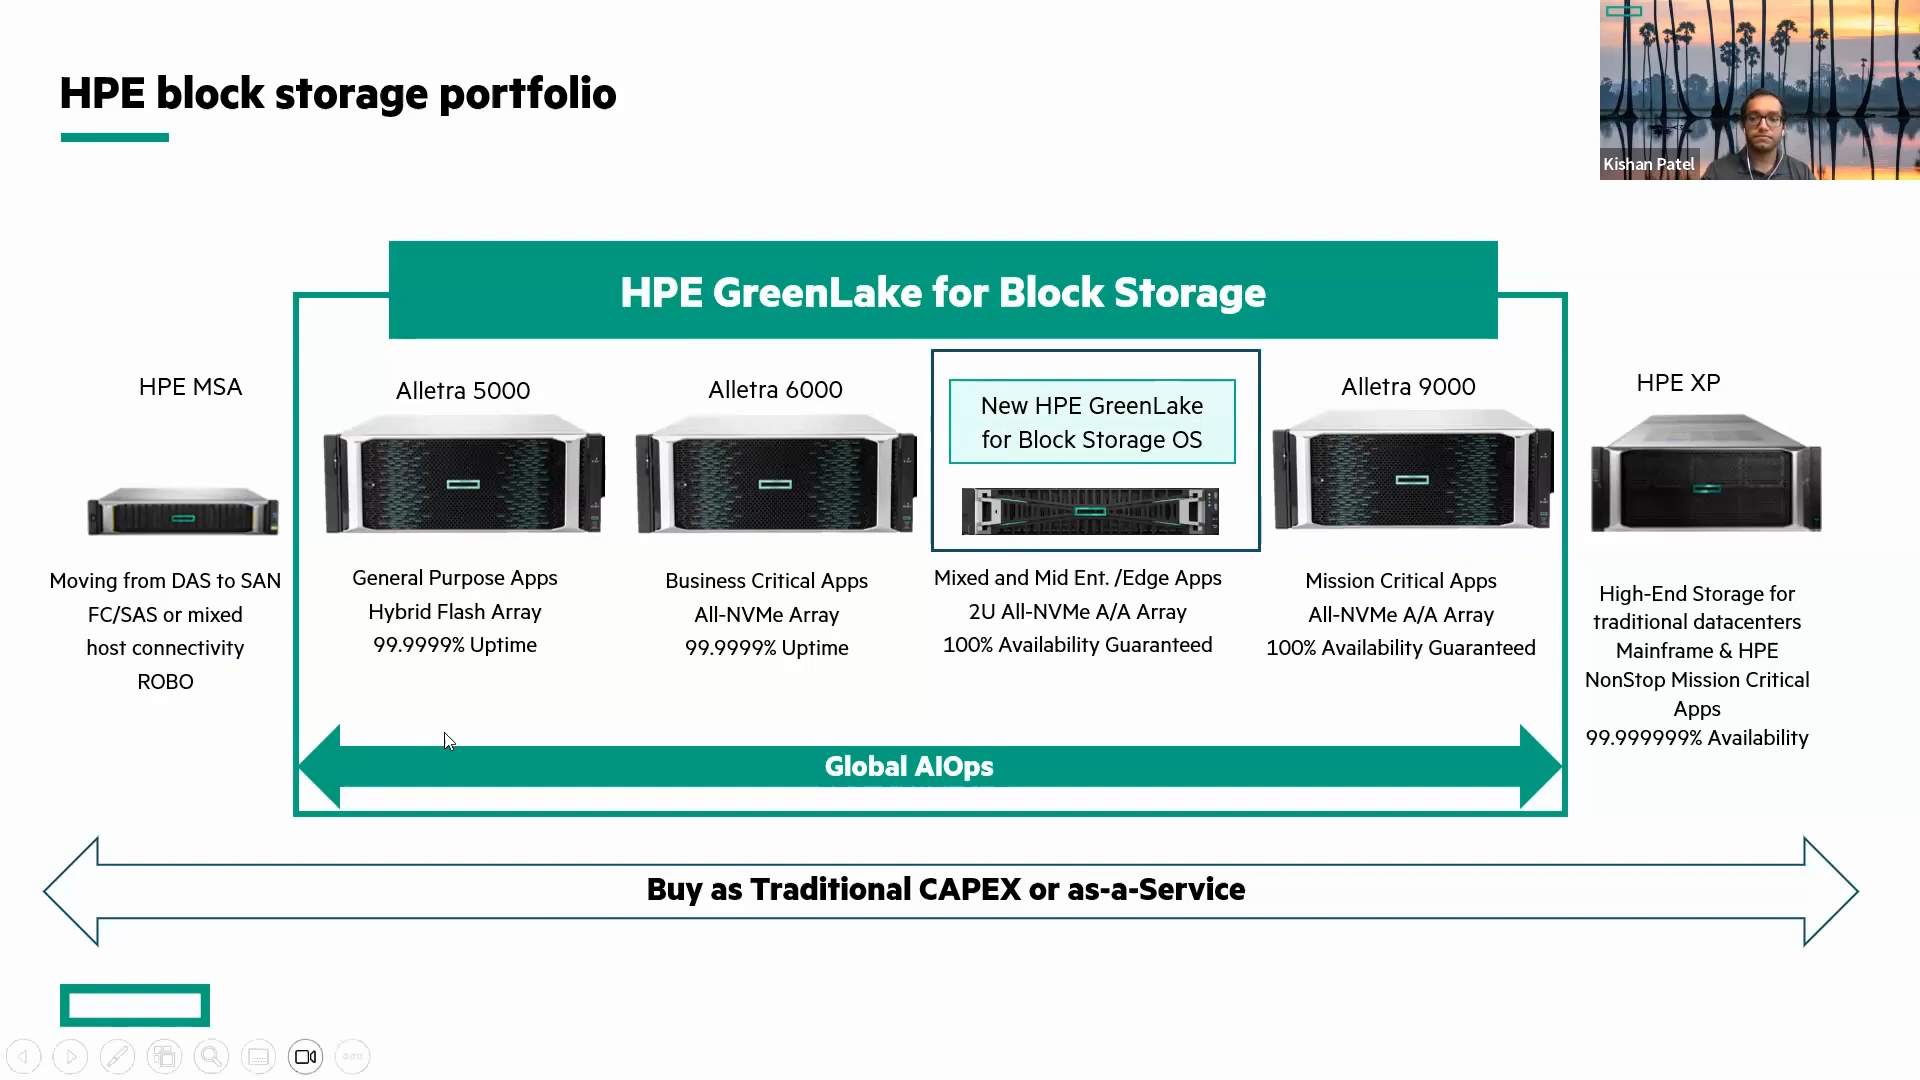 HPE block storage portfolio
Kishan Patel
HPE GreenLake for Block Storage
HPE MSA
Moving from DAS to SAN
FC/SAS or mixed
host connectivity
ROBO
Alletra 5000
General Purpose Apps
Hybrid Flash Array
99.9999% Uptime
Alletra 6000
Business Critical Apps
All-NVMe Array
99.9999% Uptime
New HPE GreenLake
for Block Storage OS
Mixed and Mid Ent. /Edge Apps
2U All-NVMe A/A Array
100% Availability Guaranteed
Alletra 9000
Mission Critical Apps
All-NVMe A/A Array
100% Availability Guaranteed
HPE XP
High-End Storage for
traditional datacenters
Mainframe & HPE
NonStop Mission Critical
Apps
99.999999% Availability
Global AIOps
Buy as Traditional CAPEX or as-a-Service